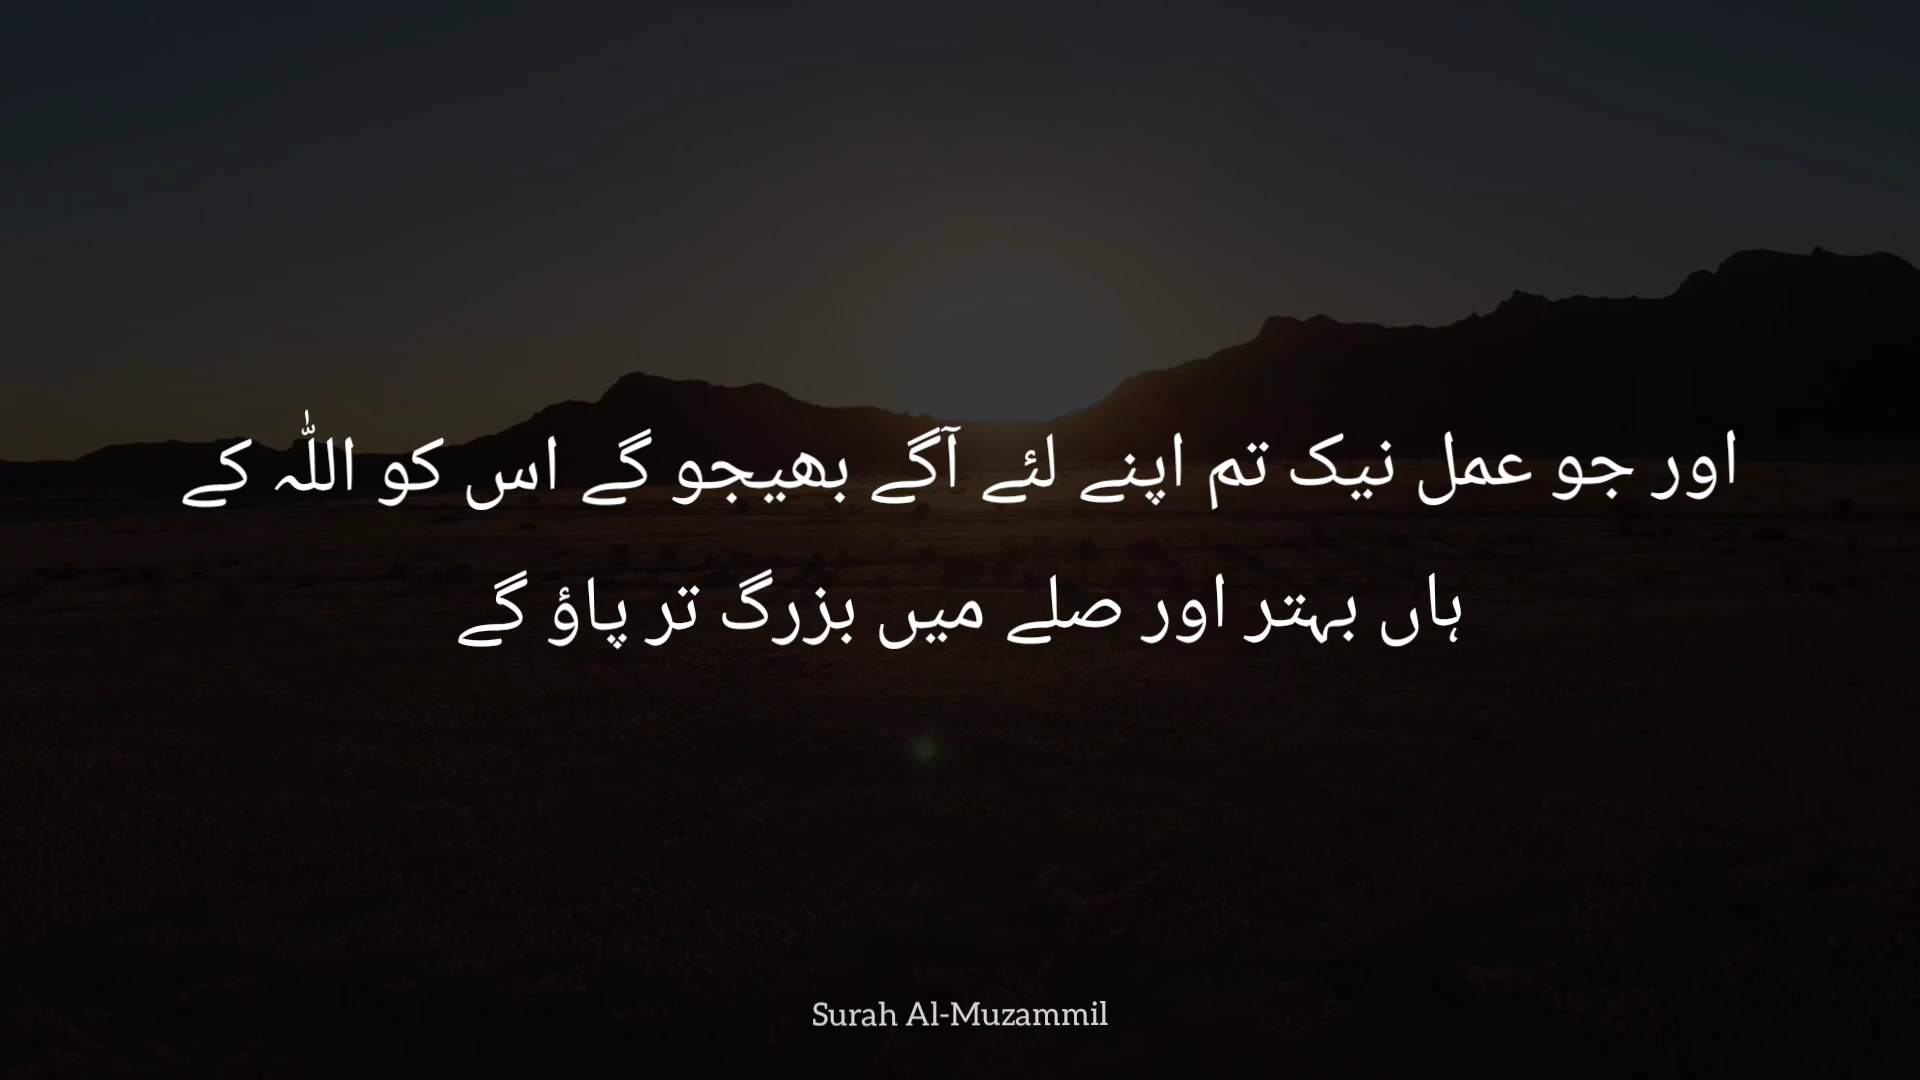 اور جو عمل نیک تم اپنے لئے آگے بھیجو گے اس کو اللّٰہ کے
ہاں بہتر اور صلے میں بزرگ تر پاؤ گے
Surah Al-Muzammil